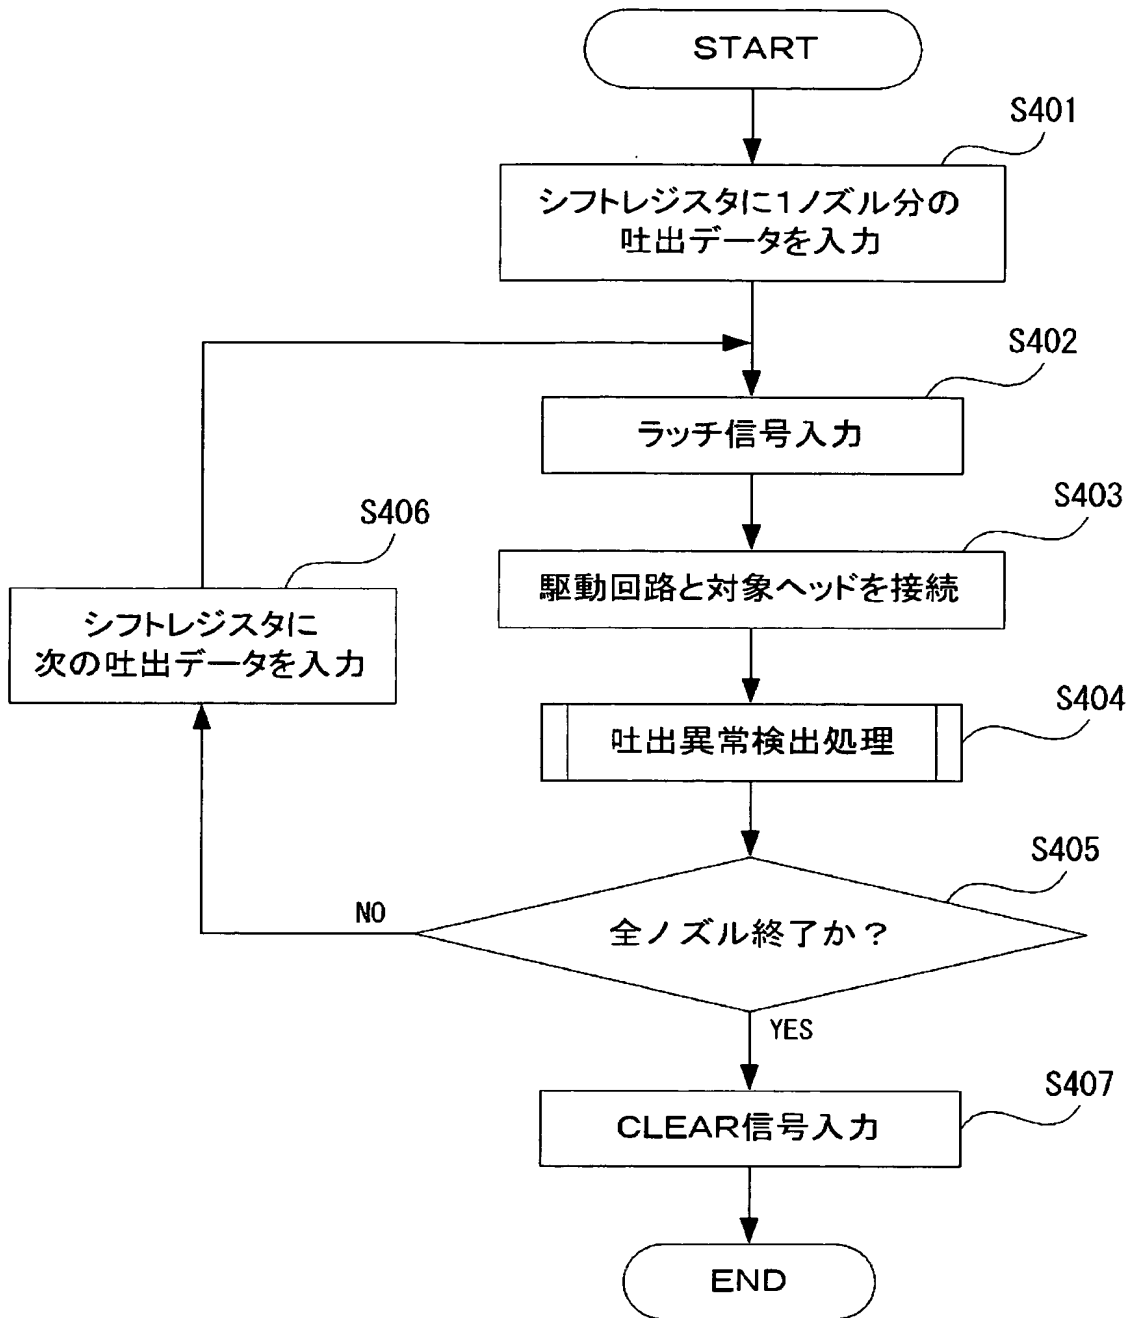 START
S401
シフトレジスタに１ノズル分の
吐出データを入力
S402
ラッチ信号入力
S403
駆動回路と対象ヘッドを接続
S406
シフトレジスタに
次の吐出データを入力
S404
吐出異常検出処理
S405
NO
全ノズル終了か？
YES
S407
CLEAR信号入力
END